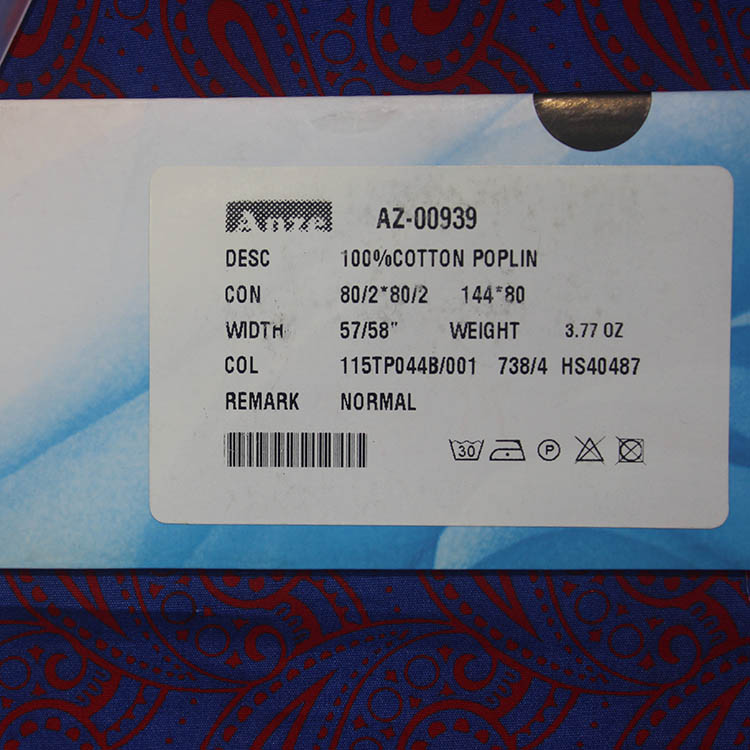 Anze AZ-00939
DESC 100%COTTON POPLIN
CON 80/2*80/2 144*80
WIDTH 57/58" WEIGHT 3.77 OZ
COL 115TP044B/001 738/4 HS40487
REMARK NORMAL
30 P